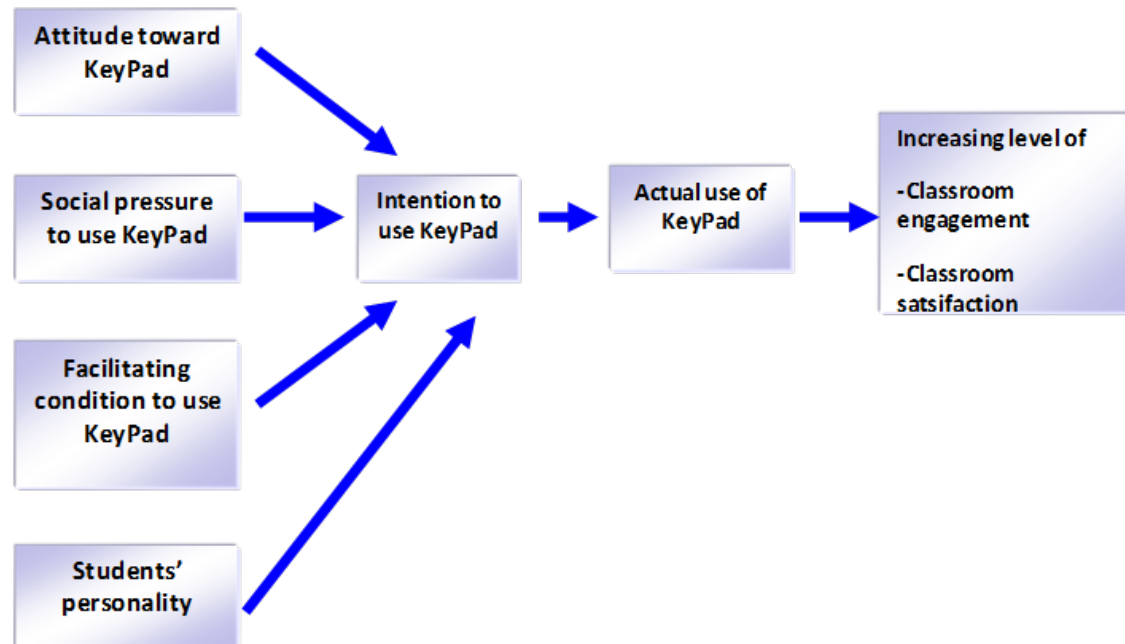 Attitude toward
KeyPad
Social pressure
to use KeyPad
Facilitating
condition to use
KeyPad
Students’
personality
Intention to
use KeyPad
Actual use of
KeyPad
Increasing level of
-Classroom
engagement
-Classroom
satsifaction